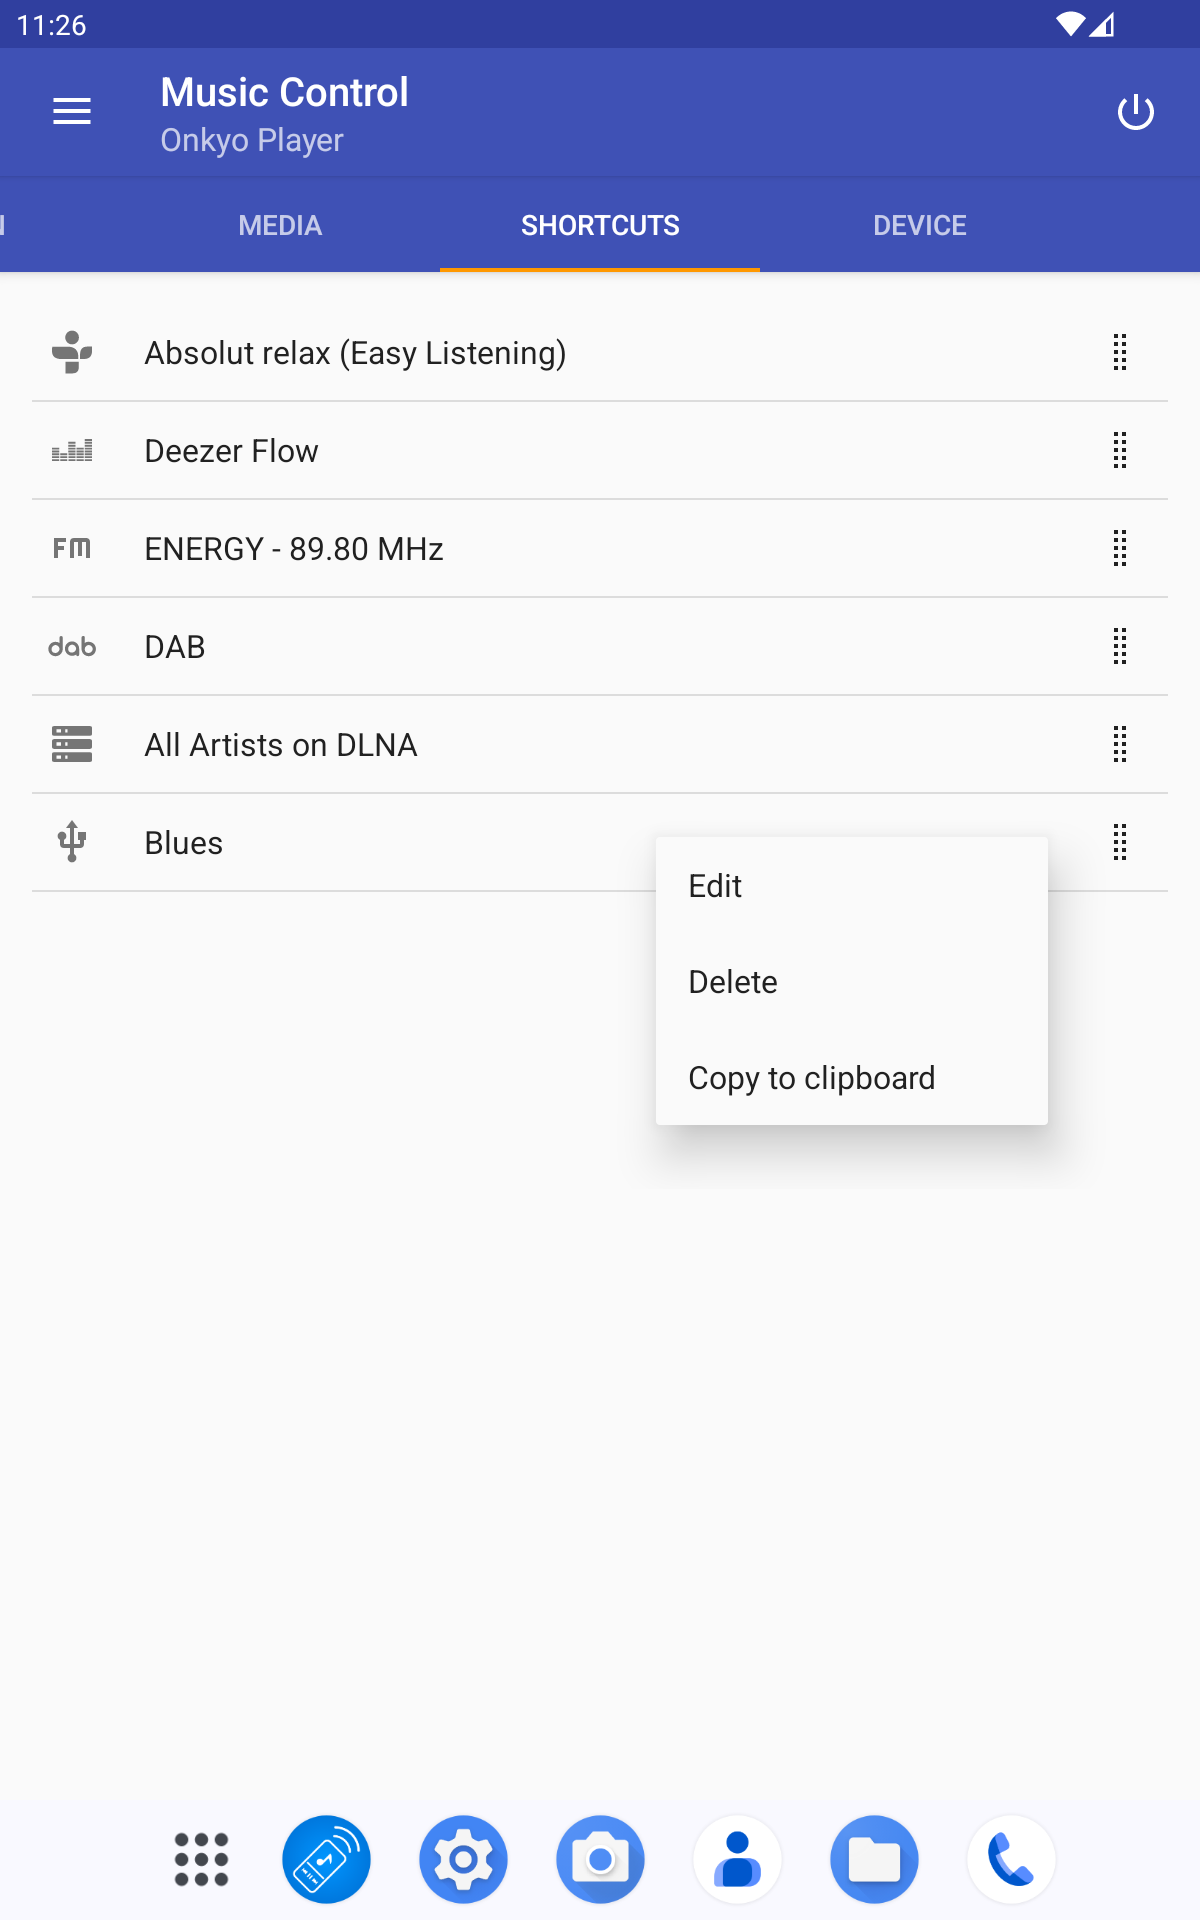 11:26
Music Control
Onkyo Player
N MEDIA SHORTCUTS DEVICE
Absolut relax (Easy Listening)
Deezer Flow
FM ENERGY - 89.80 MHz
dab DAB
All Artists on DLNA
Blues
Edit
Delete
Copy to clipboard